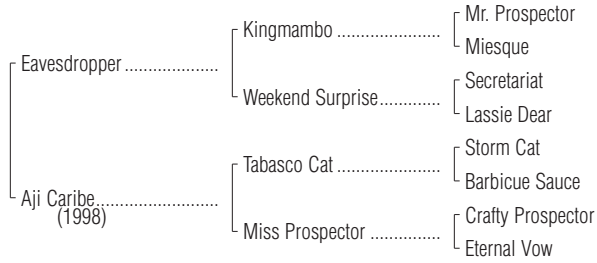 Mr. Prospector
Kingmambo ..................
Miesque
Eavesdropper ....................
Secretariat
Weekend Surprise.............
Lassie Dear
Storm Cat
Tabasco Cat ......................
Barbicue Sauce
Aji Caribe..........................
(1998)
Crafty Prospector
Miss Prospector ...............
Eternal Vow